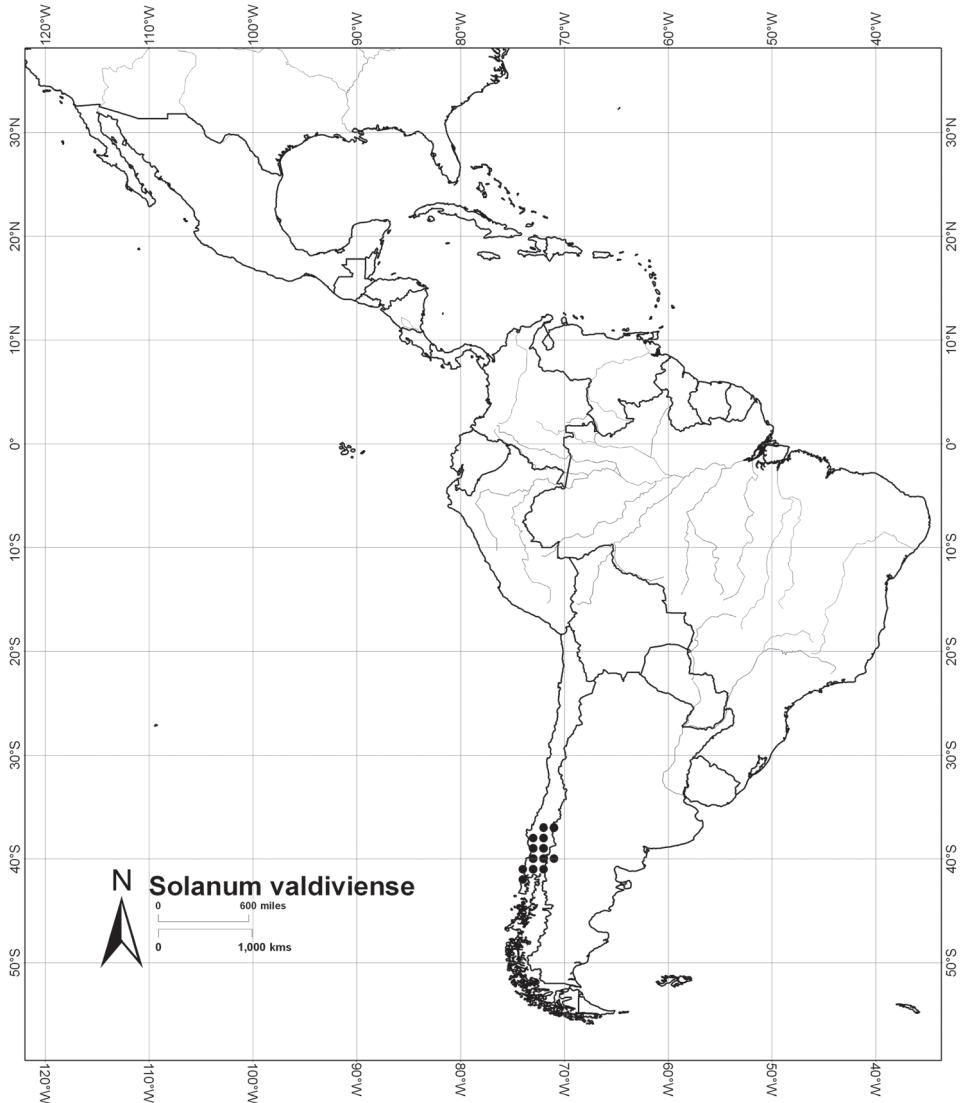 120°W 110°W 100°W 90°W 80°W 70°W 60°W 50°W 40°W
30°N 30°N
20°N 20°N
10°N 10°N
0° 0°
10°S 10°S
20°S 20°S
30°S 30°S
40°S 40°S
N Solanum valdiviense
0 600 miles
0 1,000 kms
50°S 50°S
120°W 110°W 100°W 90°W 80°W 70°W 60°W 50°W 40°W